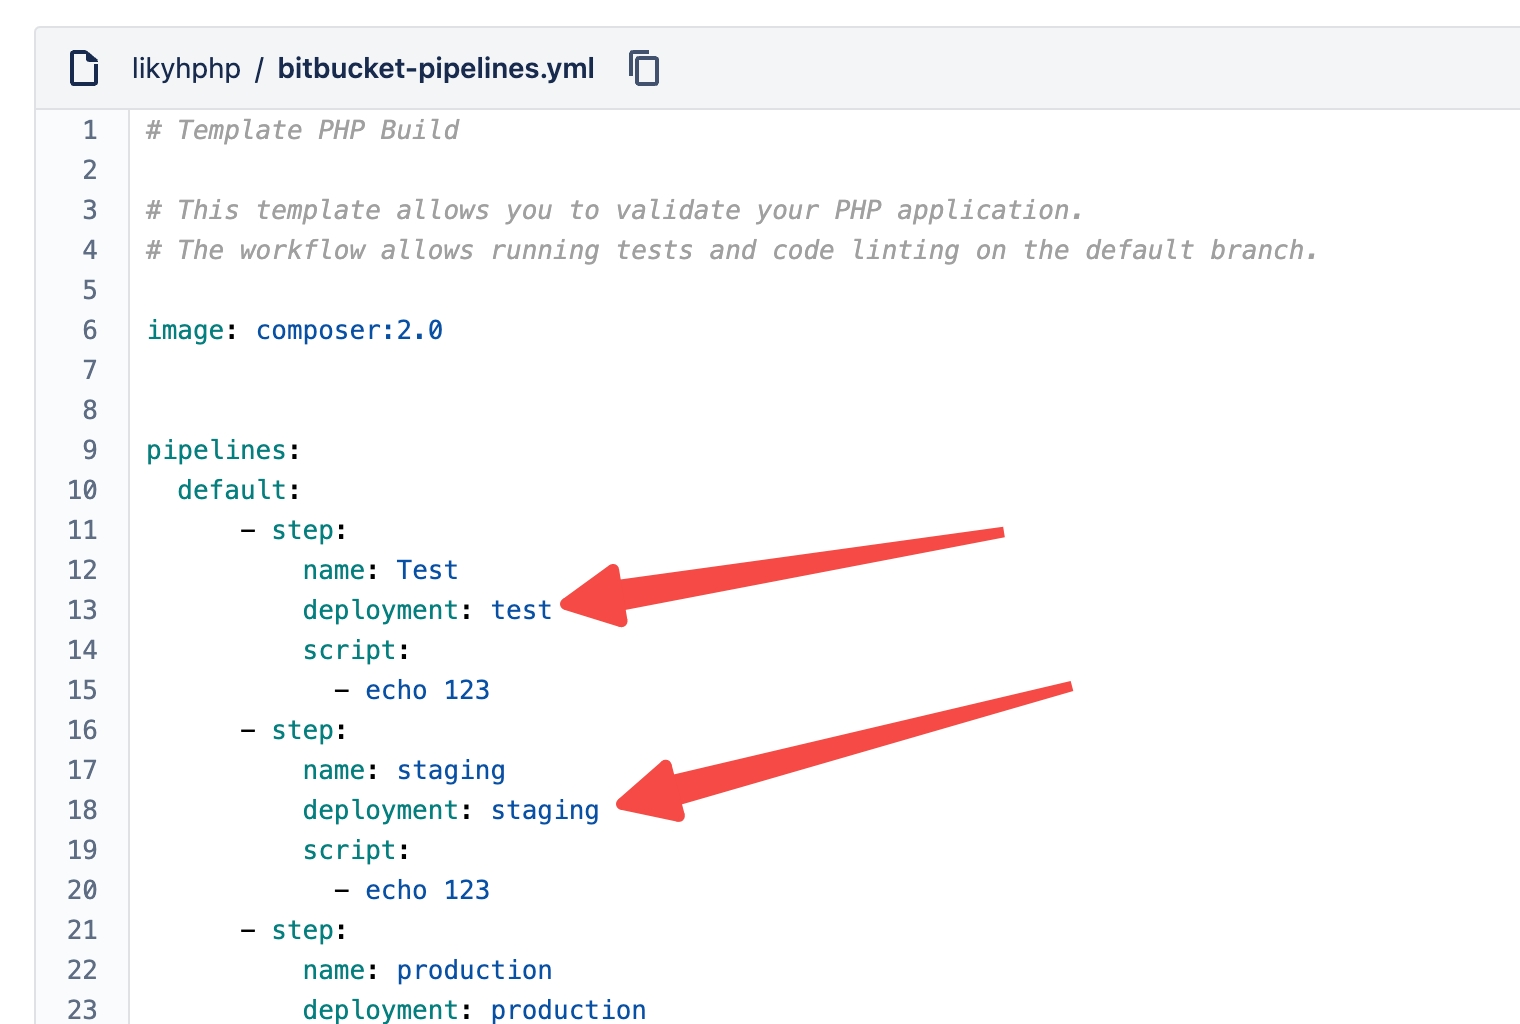 likyhphp / bitbucket-pipelines.yml
1 # Template PHP Build
2
3 # This template allows you to validate your PHP application.
4 # The workflow allows running tests and code linting on the default branch.
5
6 image: composer:2.0
7
8
9 pipelines:
10   default:
11       - step:
12           name: Test
13           deployment: test
14           script:
15             - echo 123
16       - step:
17           name: staging
18           deployment: staging
19           script:
20             - echo 123
21       - step:
22           name: production
23           deployment: production